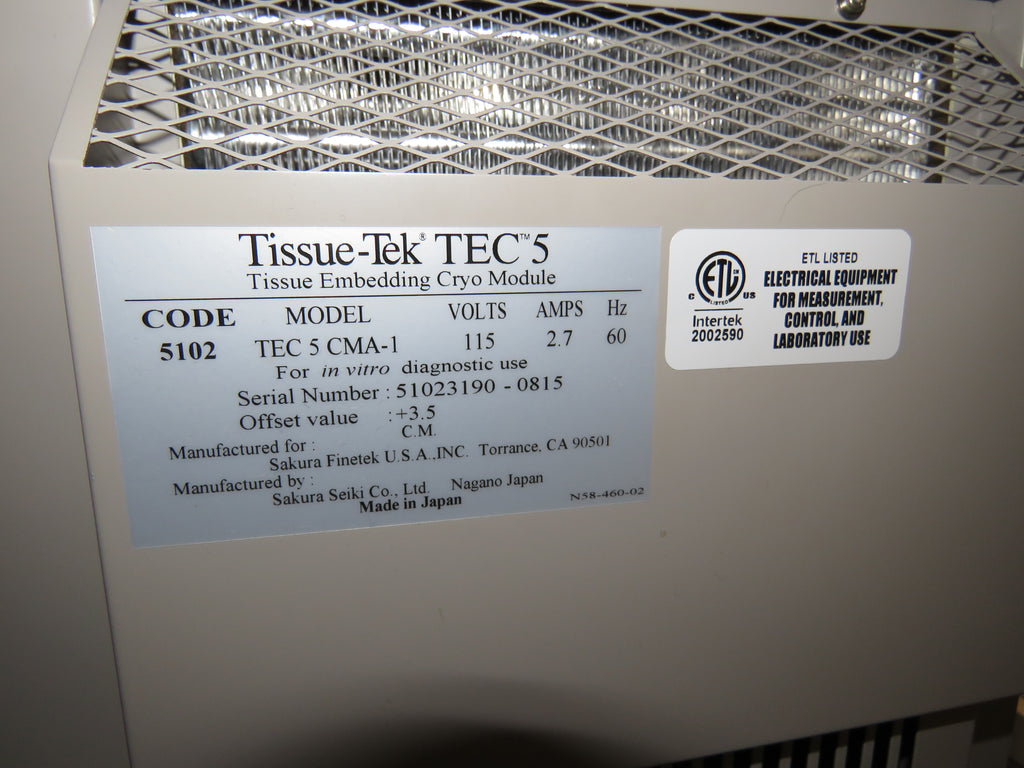 Tissue-Tek® TEC™ 5
Tissue Embedding Cryo Module
CODE MODEL VOLTS AMPS Hz
5102 TEC 5 CMA-1 115 2.7 60
For in vitro diagnostic use
Serial Number : 51023190 - 0815
Offset value : +3.5
C.M.
Manufactured for :
Sakura Finetek U.S.A.,INC. Torrance, CA 90501
Manufactured by :
Sakura Seiki Co., Ltd. Nagano Japan
Made in Japan
N58-460-02
ETL CM
LISTED
C US
Intertek
2002590
ETL LISTED
ELECTRICAL EQUIPMENT
FOR MEASUREMENT,
CONTROL, AND
LABORATORY USE